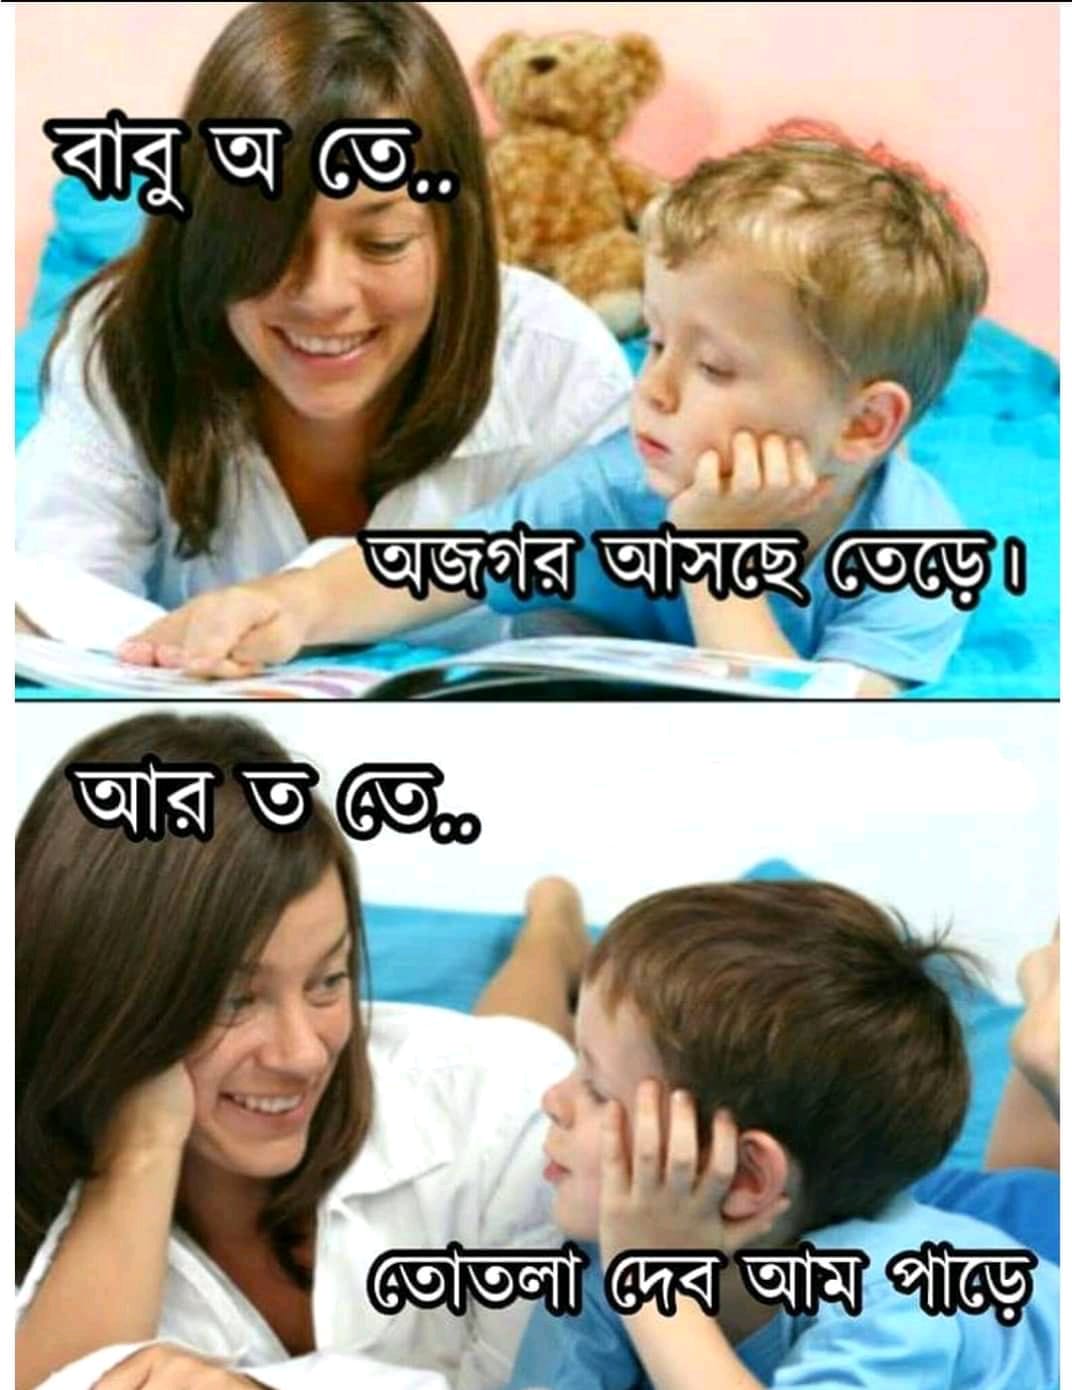 বাবু অ তে..
অজগর আসছে তেড়ে।
আর ত তে..
তোতলা দেব আম পাড়ে